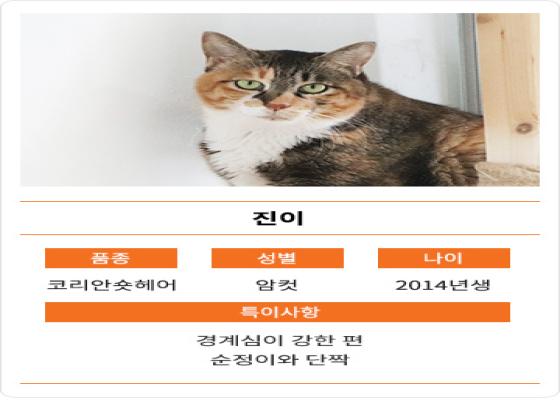 진이
품종 성별 나이
코리안숏헤어 암컷 2014년생
특이사항
경계심이 강한 편
순정이와 단짝